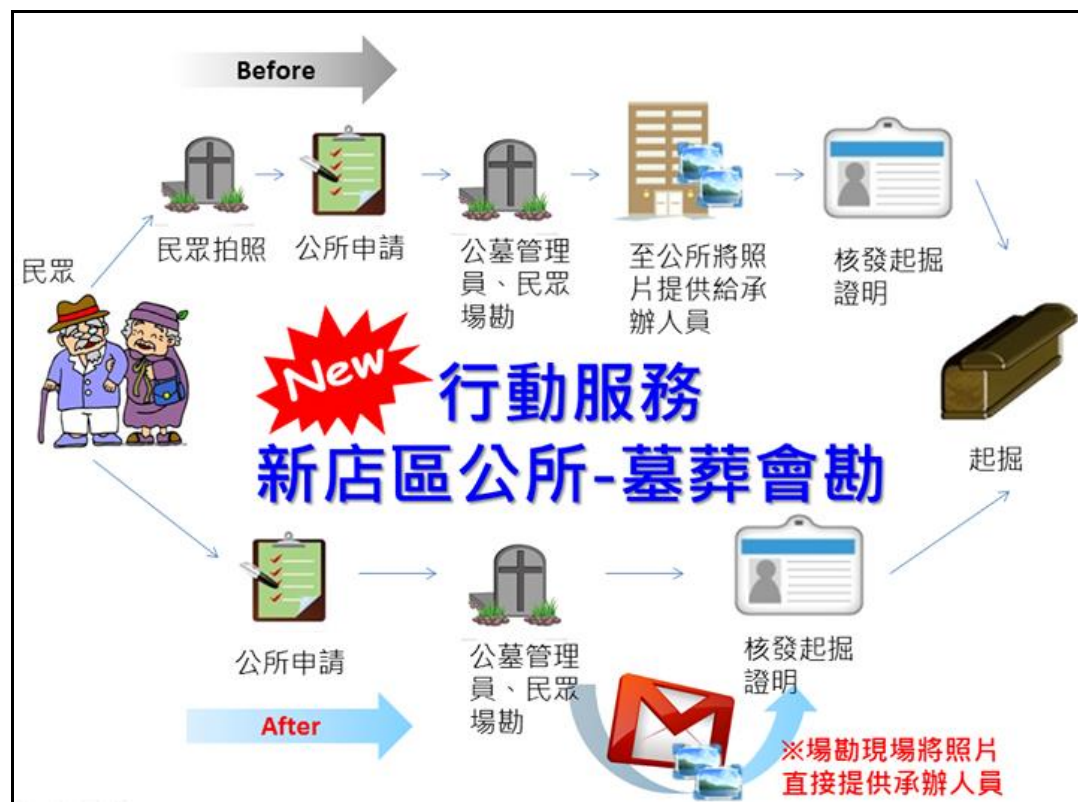 Before
民眾拍照
公所申請
公墓管理
員、民眾
場勘
至公所將照
片提供給承
辦人員
核發起掘
證明
民眾
New
行動服務
新店區公所-墓葬會勘
起掘
公所申請
公墓管理
員、民眾
場勘
核發起掘
證明
After
※場勘現場將照片
直接提供承辦人員